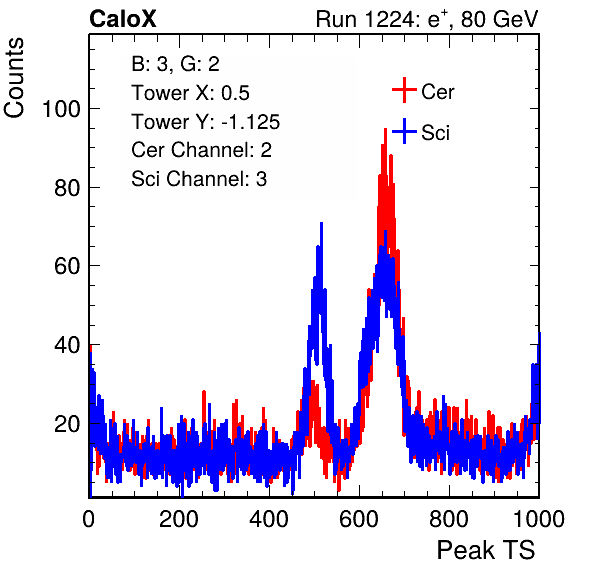 CaloX
Run 1224: e⁺, 80 GeV
B: 3, G: 2
Tower X: 0.5
Tower Y: -1.125
Cer Channel: 2
Sci Channel: 3
Cer
Sci
Counts
100
80
60
40
20
0 200 400 600 800 1000
Peak TS